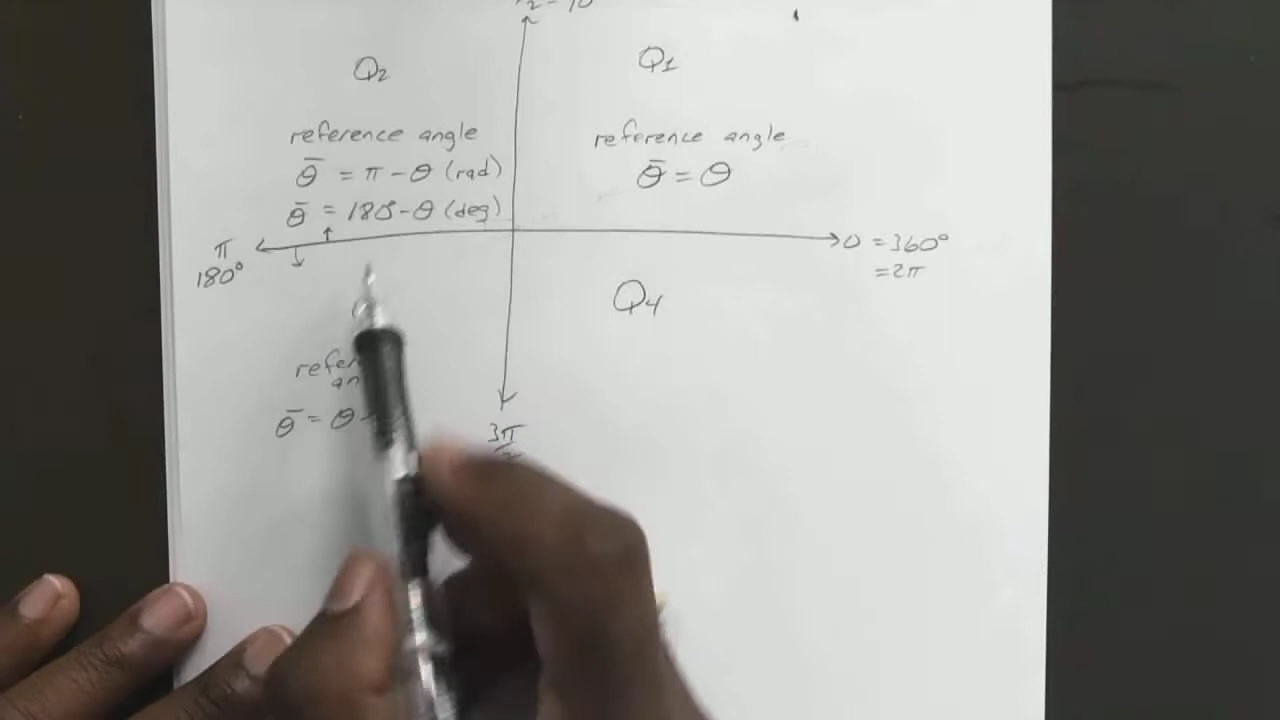 Q2
reference angle
θ̄ = π - θ (rad)
θ̄ = 180° - θ (deg)
Q1
reference angle
θ̄ = θ
π
180°
0 = 360°
= 2π
Q4
θ̄ = θ -
3π